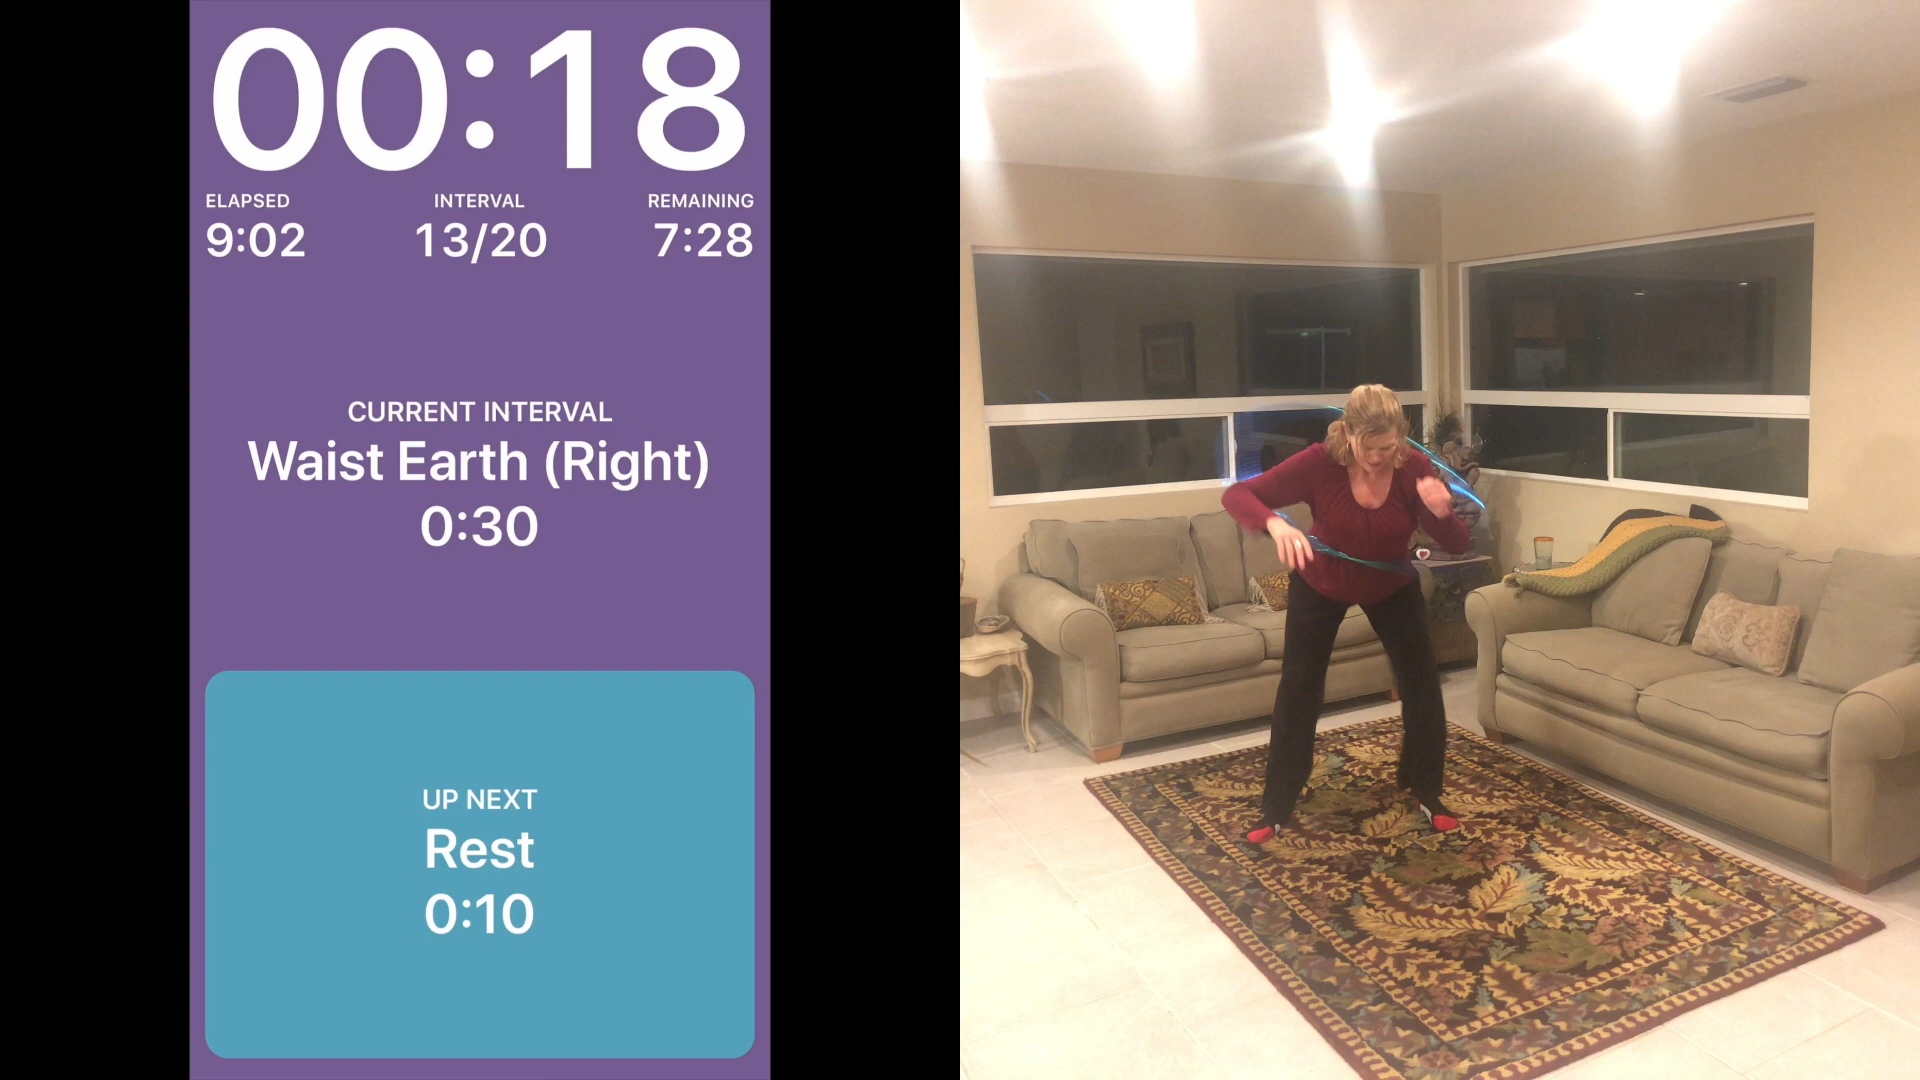 00:18
ELAPSED INTERVAL REMAINING
9:02 13/20 7:28
CURRENT INTERVAL
Waist Earth (Right)
0:30
UP NEXT
Rest
0:10